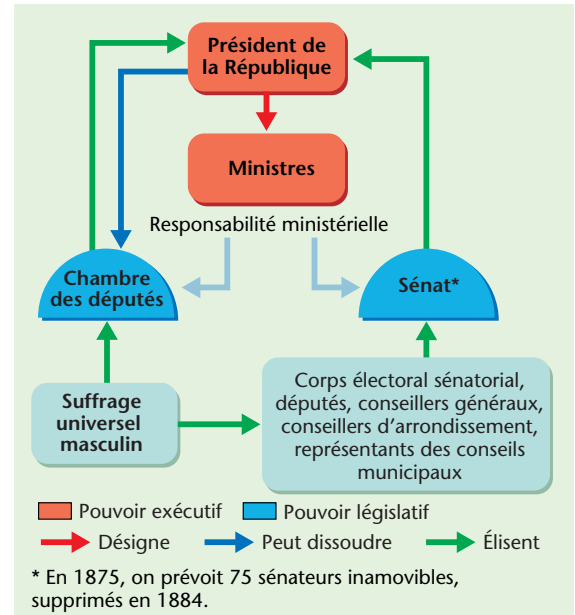 Président de
la République
Ministres
Responsabilité ministérielle
Chambre
des députés
Sénat*
Suffrage
universel
masculin
Corps électoral sénatorial,
députés, conseillers généraux,
conseillers d'arrondissement,
représentants des conseils
municipaux
Pouvoir exécutif
Pouvoir législatif
Désigne
Peut dissoudre
Élisent
* En 1875, on prévoit 75 sénateurs inamovibles,
supprimés en 1884.